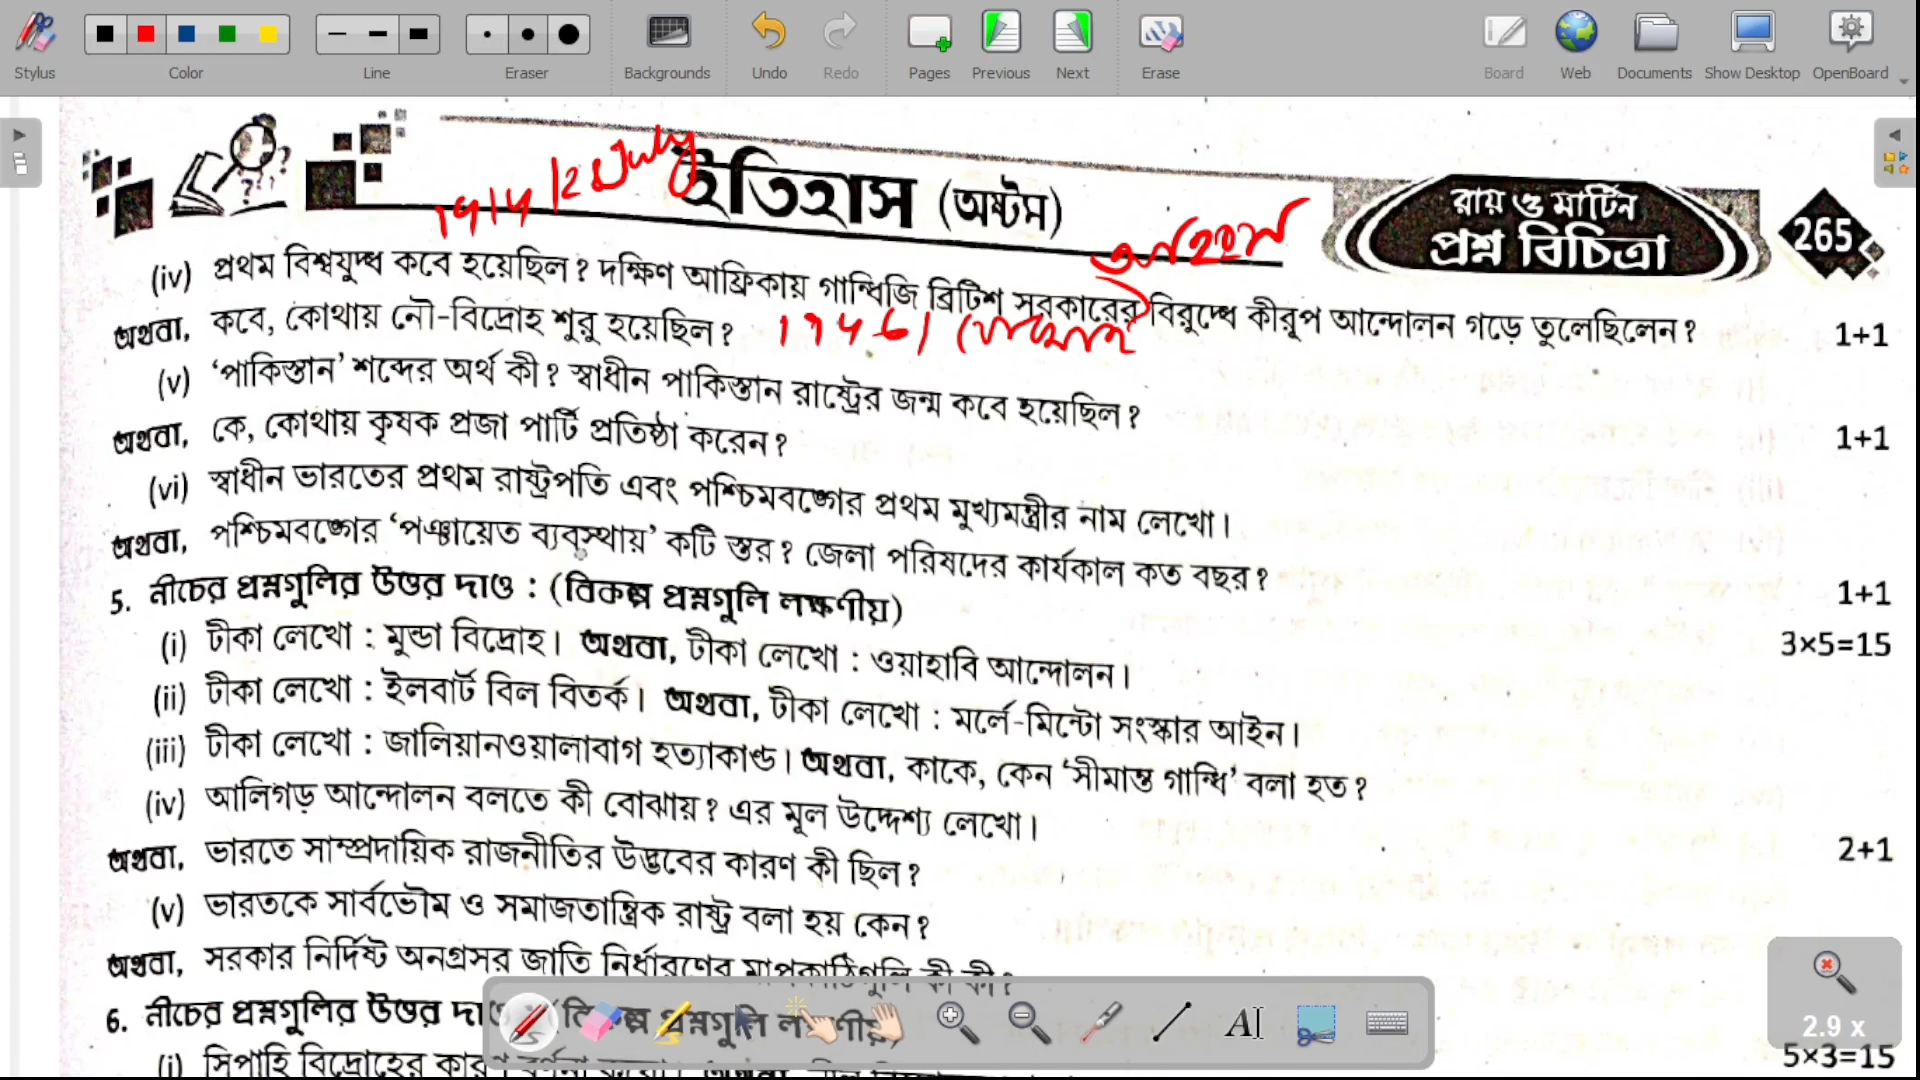 Stylus Color Line Eraser Backgrounds Undo Redo Pages Previous Next Erase Board Web Documents Show Desktop OpenBoard
1914 28 July
ইতিহাস (অষ্টম)
রায় ও মার্টিন
প্রশ্ন বিচিত্রা
265
(iv) প্রথম বিশ্বযুদ্ধ কবে হয়েছিল? দক্ষিণ আফ্রিকায় গান্ধিজি ব্রিটিশ সরকারের বিরুদ্ধে কীরূপ আন্দোলন গড়ে তুলেছিলেন? 1+1
অথবা, কবে, কোথায় নৌ-বিদ্রোহ শুরু হয়েছিল? 1946
(v) ‘পাকিস্তান’ শব্দের অর্থ কী? স্বাধীন পাকিস্তান রাষ্ট্রের জন্ম কবে হয়েছিল? 1+1
অথবা, কে, কোথায় কৃষক প্রজা পার্টি প্রতিষ্ঠা করেন?
(vi) স্বাধীন ভারতের প্রথম রাষ্ট্রপতি এবং পশ্চিমবঙ্গের প্রথম মুখ্যমন্ত্রীর নাম লেখো।
অথবা, পশ্চিমবঙ্গের ‘পঞ্চায়েত ব্যবস্থায়’ কটি স্তর? জেলা পরিষদের কার্যকাল কত বছর? 1+1
5. নীচের প্রশ্নগুলির উত্তর দাও : (বিকল্প প্রশ্নগুলি লক্ষণীয়) 3×5=15
(i) টীকা লেখো : মুন্ডা বিদ্রোহ। অথবা, টীকা লেখো : ওয়াহাবি আন্দোলন।
(ii) টীকা লেখো : ইলবার্ট বিল বিতর্ক। অথবা, টীকা লেখো : মর্লে-মিন্টো সংস্কার আইন।
(iii) টীকা লেখো : জালিয়ানওয়ালাবাগ হত্যাকাণ্ড। অথবা, কাকে, কেন ‘সীমান্ত গান্ধি’ বলা হত?
(iv) আলিগড় আন্দোলন বলতে কী বোঝায়? এর মূল উদ্দেশ্য লেখো। 2+1
অথবা, ভারতে সাম্প্রদায়িক রাজনীতির উদ্ভবের কারণ কী ছিল?
(v) ভারতকে সার্বভৌম ও সমাজতান্ত্রিক রাষ্ট্র বলা হয় কেন?
অথবা, সরকার নির্দিষ্ট অনগ্রসর জাতি নির্ধারণের মাপকাঠিগুলি কী কী?
6. নীচের প্রশ্নগুলির উত্তর দাও প্রশ্নগুলি 5×3=15
(i) সিপাহি বিদ্রোহের
2.9 x